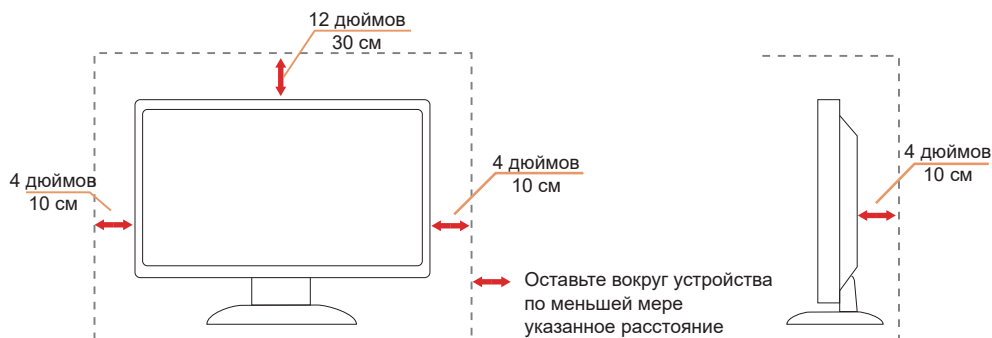 12 дюймов
30 см
4 дюймов
10 см
4 дюймов
10 см
4 дюймов
10 см
Оставьте вокруг устройства
по меньшей мере
указанное расстояние